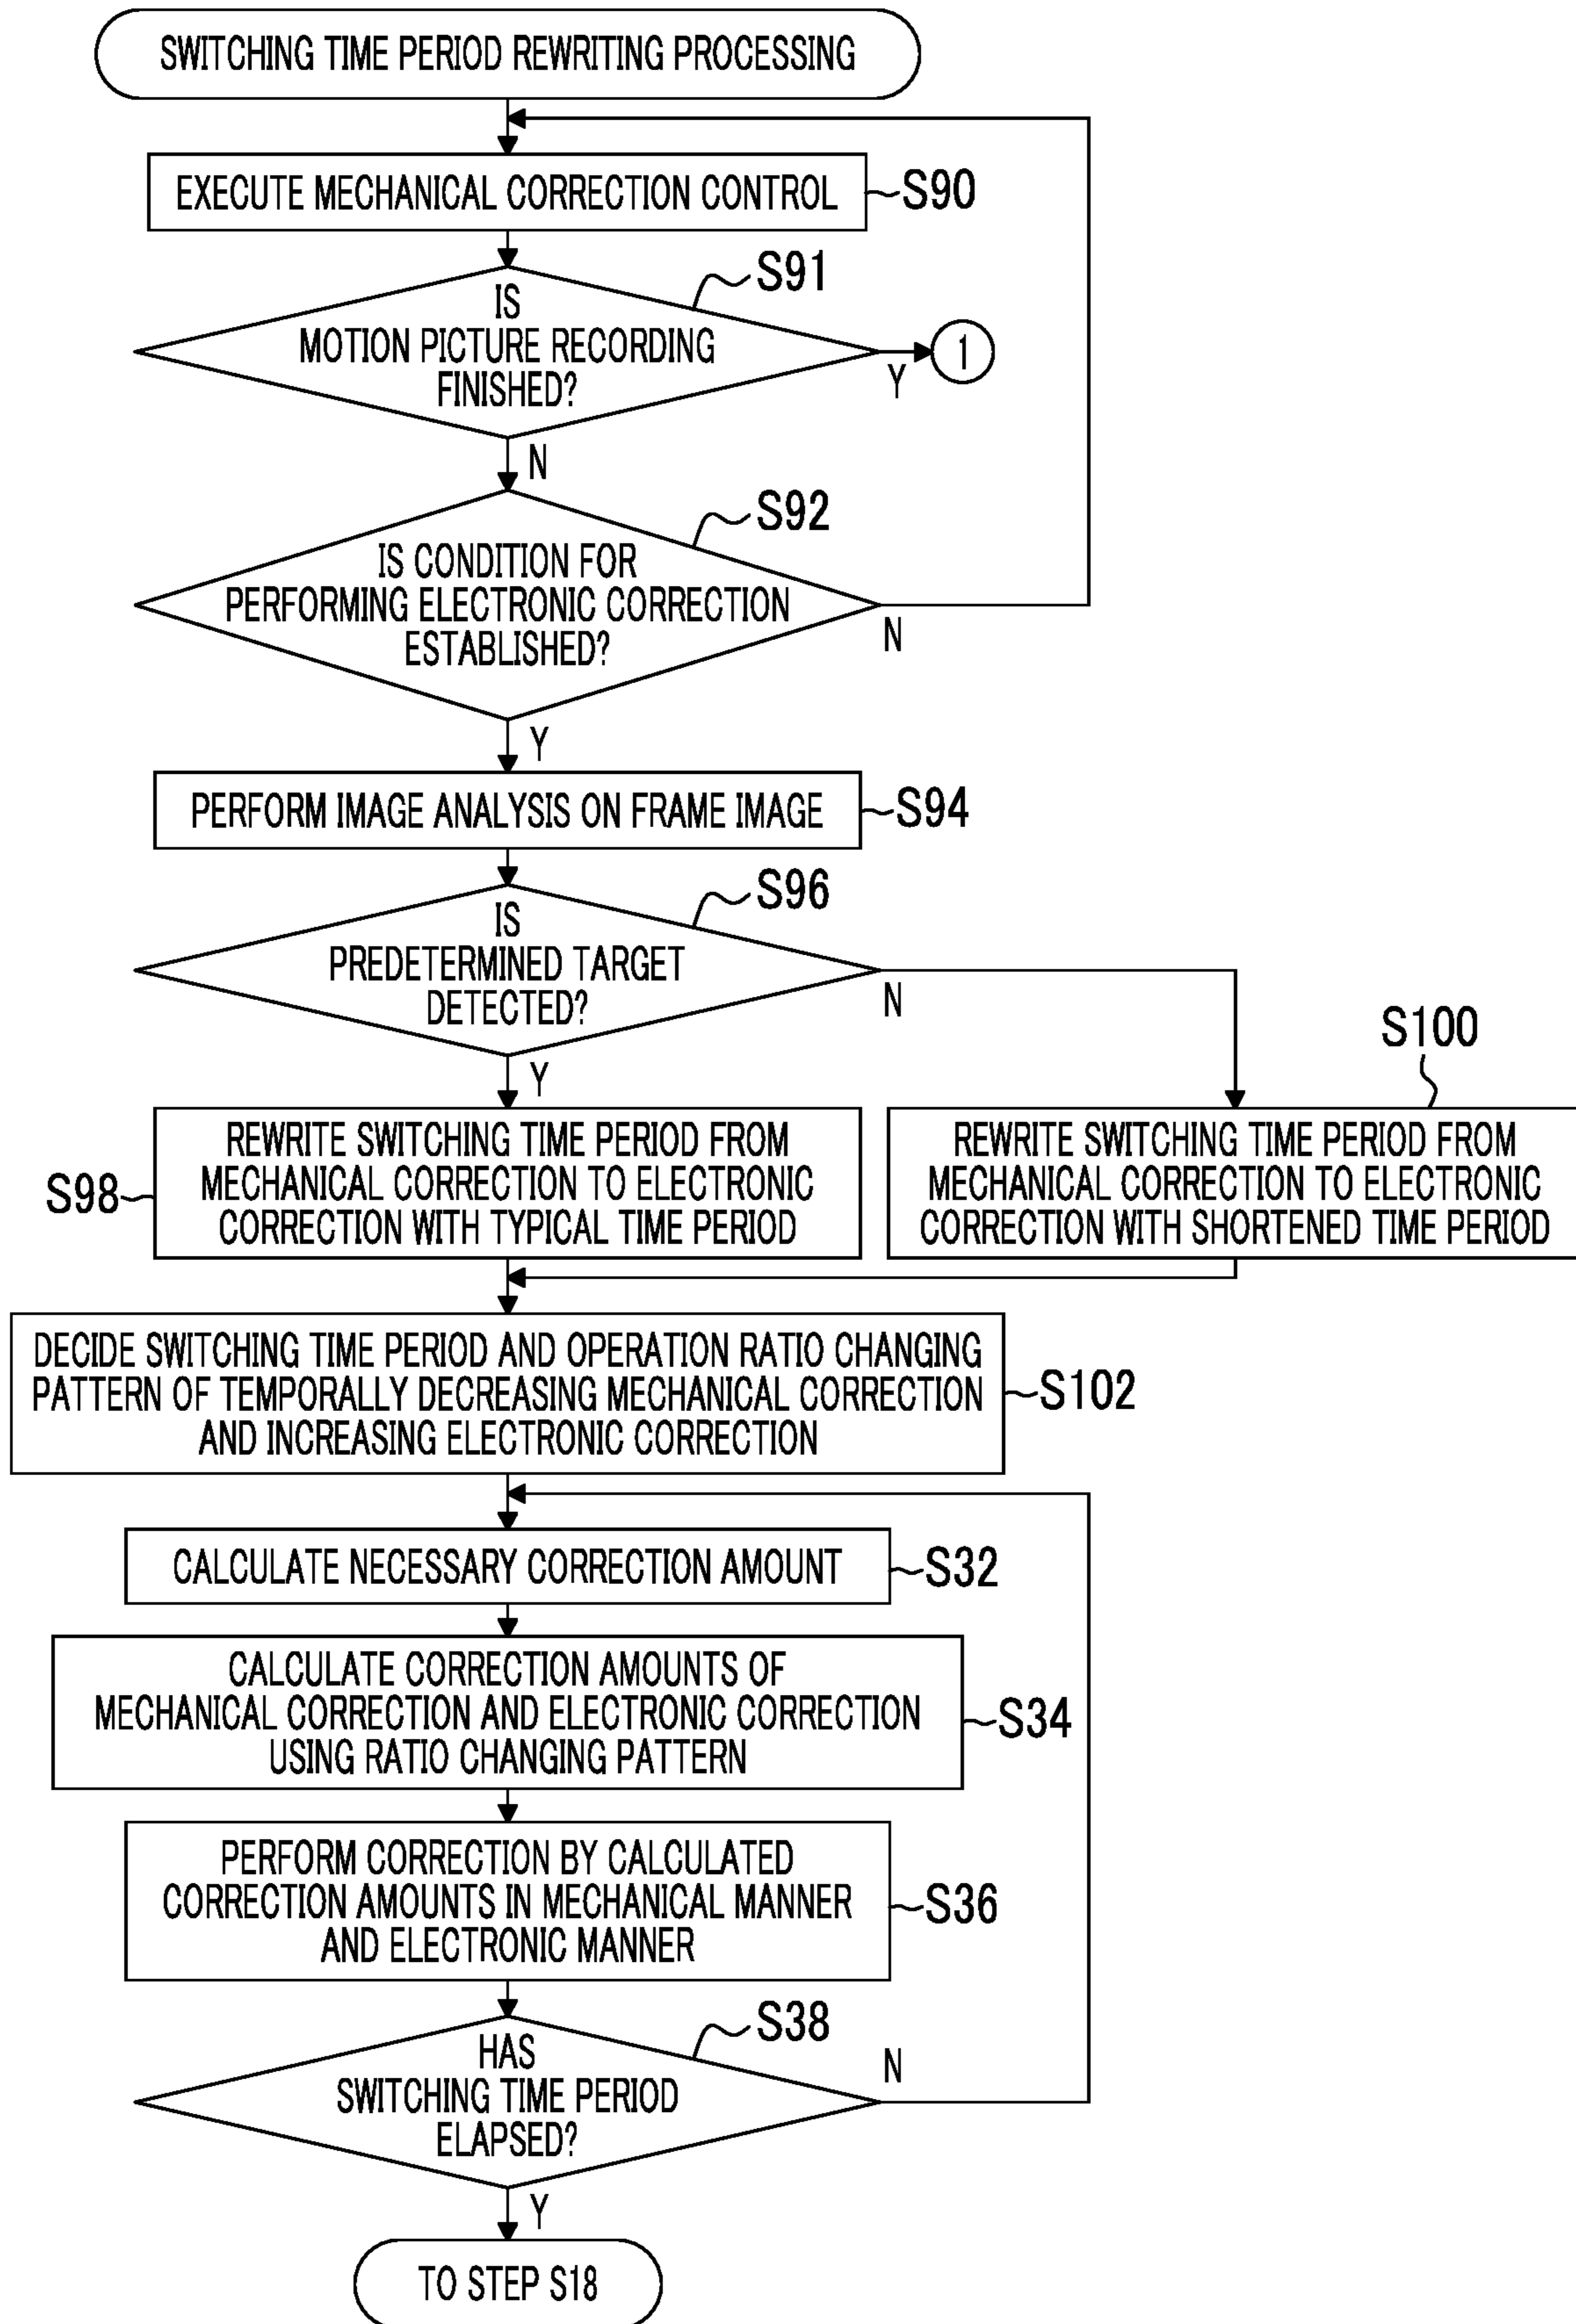 SWITCHING TIME PERIOD REWRITING PROCESSING
EXECUTE MECHANICAL CORRECTION CONTROL
S90
S91
IS
MOTION PICTURE RECORDING
FINISHED?
1
Y
N
S92
IS CONDITION FOR
PERFORMING ELECTRONIC CORRECTION
ESTABLISHED?
N
Y
PERFORM IMAGE ANALYSIS ON FRAME IMAGE
S94
S96
IS
PREDETERMINED TARGET
DETECTED?
N
Y
S100
S98
REWRITE SWITCHING TIME PERIOD FROM
MECHANICAL CORRECTION TO ELECTRONIC
CORRECTION WITH TYPICAL TIME PERIOD
REWRITE SWITCHING TIME PERIOD FROM
MECHANICAL CORRECTION TO ELECTRONIC
CORRECTION WITH SHORTENED TIME PERIOD
DECIDE SWITCHING TIME PERIOD AND OPERATION RATIO CHANGING
PATTERN OF TEMPORALLY DECREASING MECHANICAL CORRECTION
AND INCREASING ELECTRONIC CORRECTION
S102
CALCULATE NECESSARY CORRECTION AMOUNT
S32
CALCULATE CORRECTION AMOUNTS OF
MECHANICAL CORRECTION AND ELECTRONIC CORRECTION
USING RATIO CHANGING PATTERN
S34
PERFORM CORRECTION BY CALCULATED
CORRECTION AMOUNTS IN MECHANICAL MANNER
AND ELECTRONIC MANNER
S36
S38
HAS
SWITCHING TIME PERIOD
ELAPSED?
N
Y
TO STEP S18